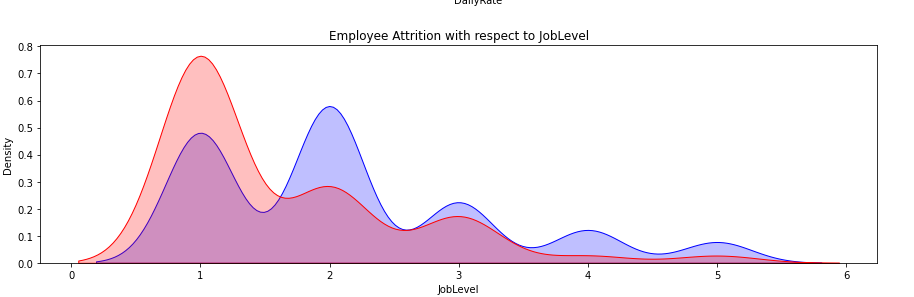 DailyRate
Employee Attrition with respect to JobLevel
0.8
0.7
0.6
0.5
0.4
0.3
0.2
0.1
0.0
Density
0 1 2 3 4 5 6
JobLevel